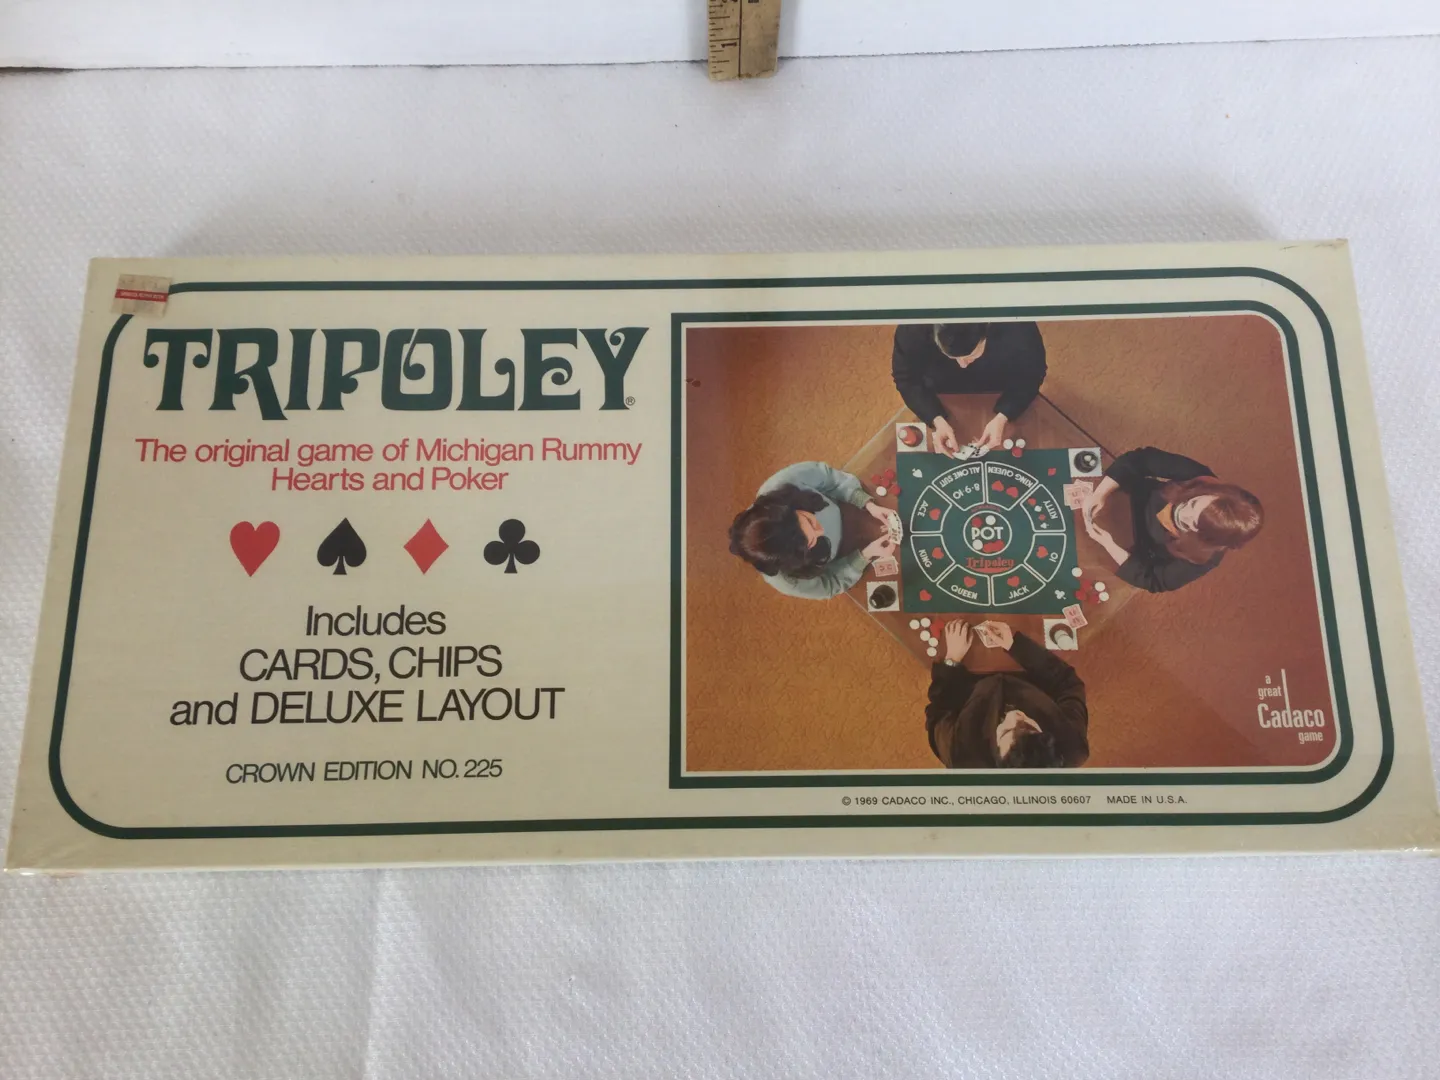 1
TRIPOLEY®
The original game of Michigan Rummy
Hearts and Poker
Includes
CARDS, CHIPS
and DELUXE LAYOUT
CROWN EDITION NO. 225
ALL ONE SUIT
8-9-10
KING QUEEN
KITTY
10
JACK
QUEEN
KING
ACE
POT
Tripoley
a
great
Cadaco
game
© 1969 CADACO INC., CHICAGO, ILLINOIS 60607 MADE IN U.S.A.